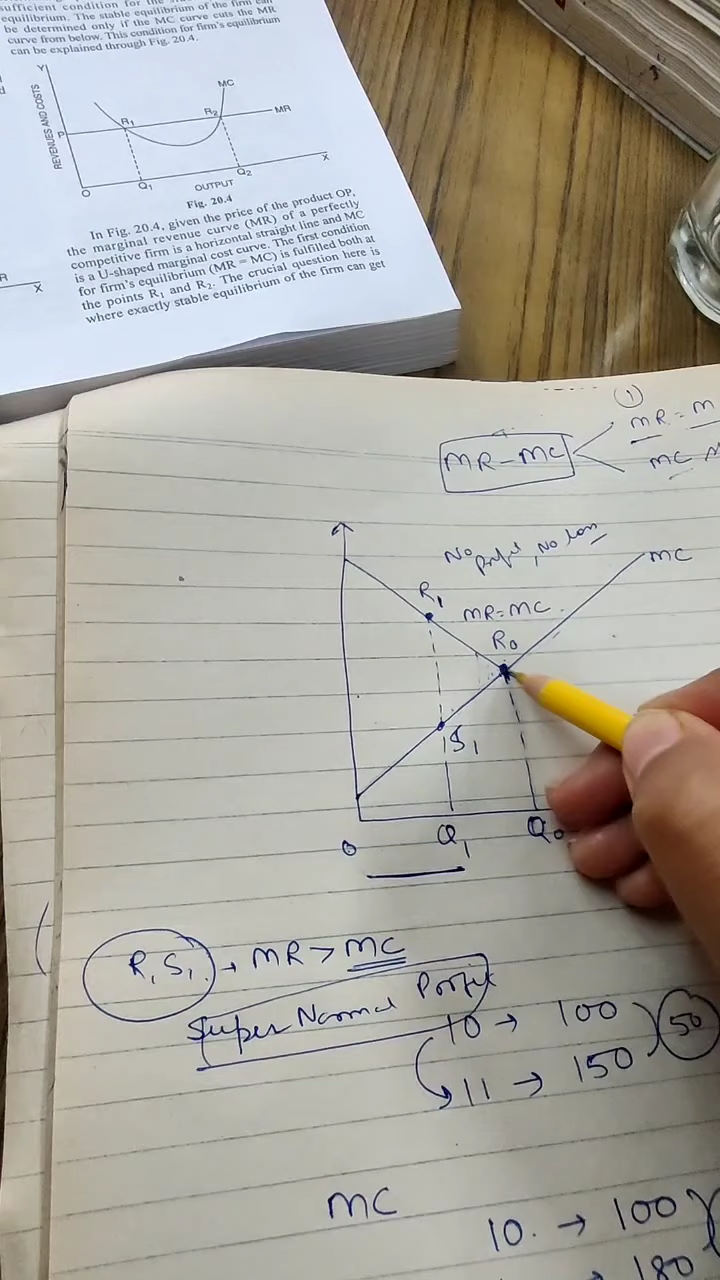 sufficient condition for the
equilibrium. The stable equilibrium of the firm can
be determined only if the MC curve cuts the MR
curve from below. This condition for firm's equilibrium
can be explained through Fig. 20.4.
Y
MC
REVENUES AND COSTS
P
R1
R2
MR
O
Q1
OUTPUT
Q2
X
Fig. 20.4
In Fig. 20.4, given the price of the product OP,
the marginal revenue curve (MR) of a perfectly
competitive firm is a horizontal straight line and MC
is a U-shaped marginal cost curve. The first condition
for firm's equilibrium (MR = MC) is fulfilled both at
the points R1 and R2. The crucial question here is
where exactly stable equilibrium of the firm can get
X
1
MR - MC
MR = M
MC
No profit, No loss
MC
R1
MR=MC
R0
S1
O
Q1
Q0
R1S1 → MR > MC
Super Normal Profit
10 → 100
50
11 → 150
MC
10. → 100
180